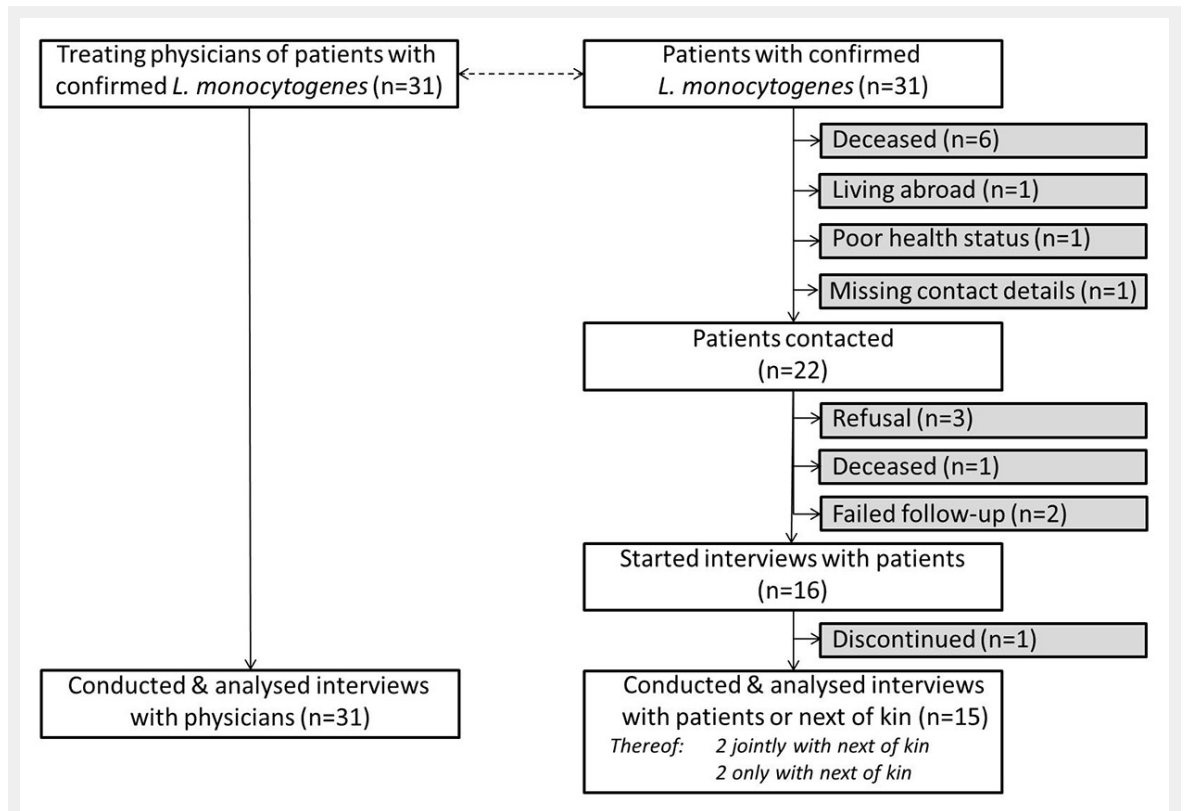 Treating physicians of patients with
confirmed L. monocytogenes (n=31)
Patients with confirmed
L. monocytogenes (n=31)
Deceased (n=6)
Living abroad (n=1)
Poor health status (n=1)
Missing contact details (n=1)
Patients contacted
(n=22)
Refusal (n=3)
Deceased (n=1)
Failed follow-up (n=2)
Started interviews with patients
(n=16)
Discontinued (n=1)
Conducted & analysed interviews
with physicians (n=31)
Conducted & analysed interviews
with patients or next of kin (n=15)
Thereof: 2 jointly with next of kin
2 only with next of kin